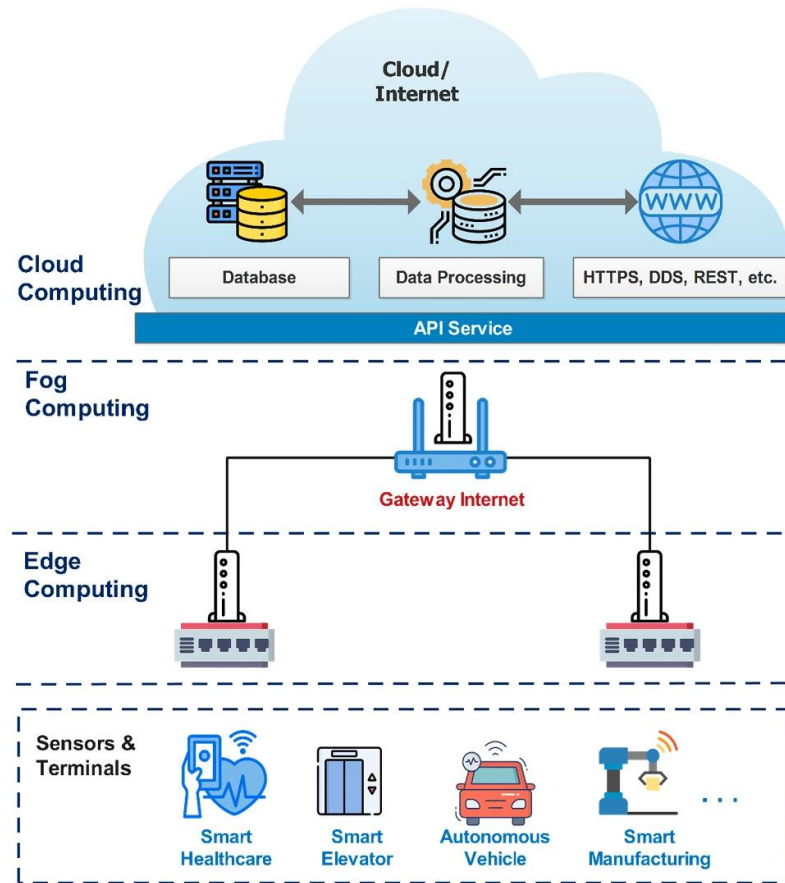 Cloud/
Internet
WWW
Cloud
Computing
Database
Data Processing
HTTPS, DDS, REST, etc.
API Service
Fog
Computing
Gateway Internet
Edge
Computing
Sensors &
Terminals
Smart
Healthcare
Smart
Elevator
Autonomous
Vehicle
Smart
Manufacturing
...